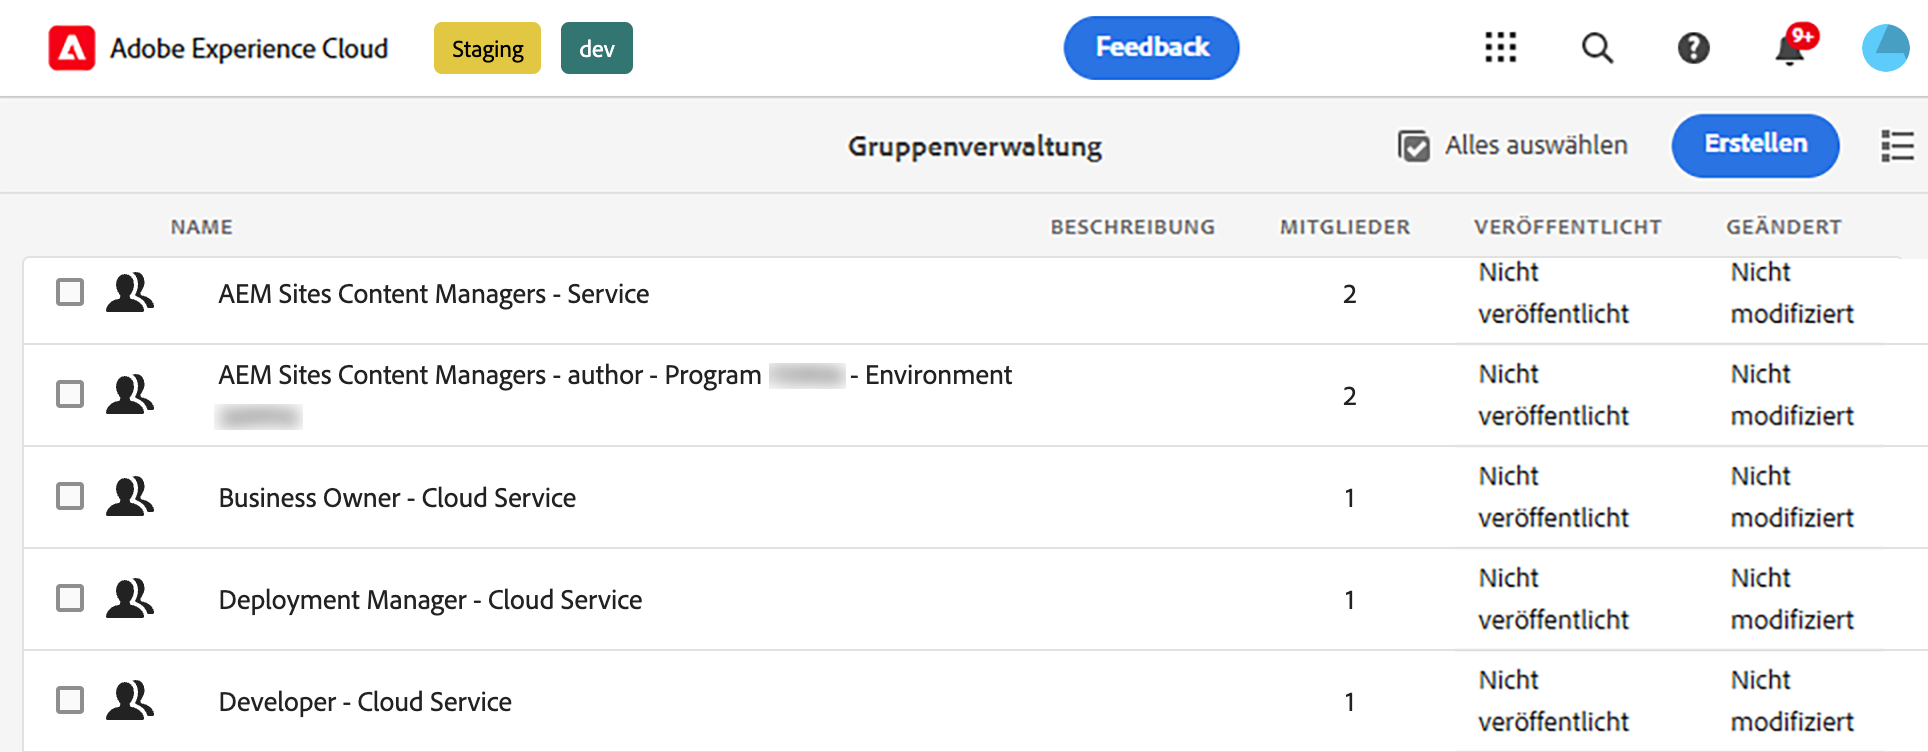 Adobe Experience Cloud Staging dev Feedback 9+
Gruppenverwaltung Alles auswählen Erstellen
NAME BESCHREIBUNG MITGLIEDER VERÖFFENTLICHT GEÄNDERT
AEM Sites Content Managers - Service 2 Nicht veröffentlicht Nicht modifiziert
AEM Sites Content Managers - author - Program - Environment 2 Nicht veröffentlicht Nicht modifiziert
Business Owner - Cloud Service 1 Nicht veröffentlicht Nicht modifiziert
Deployment Manager - Cloud Service 1 Nicht veröffentlicht Nicht modifiziert
Developer - Cloud Service 1 Nicht veröffentlicht Nicht modifiziert